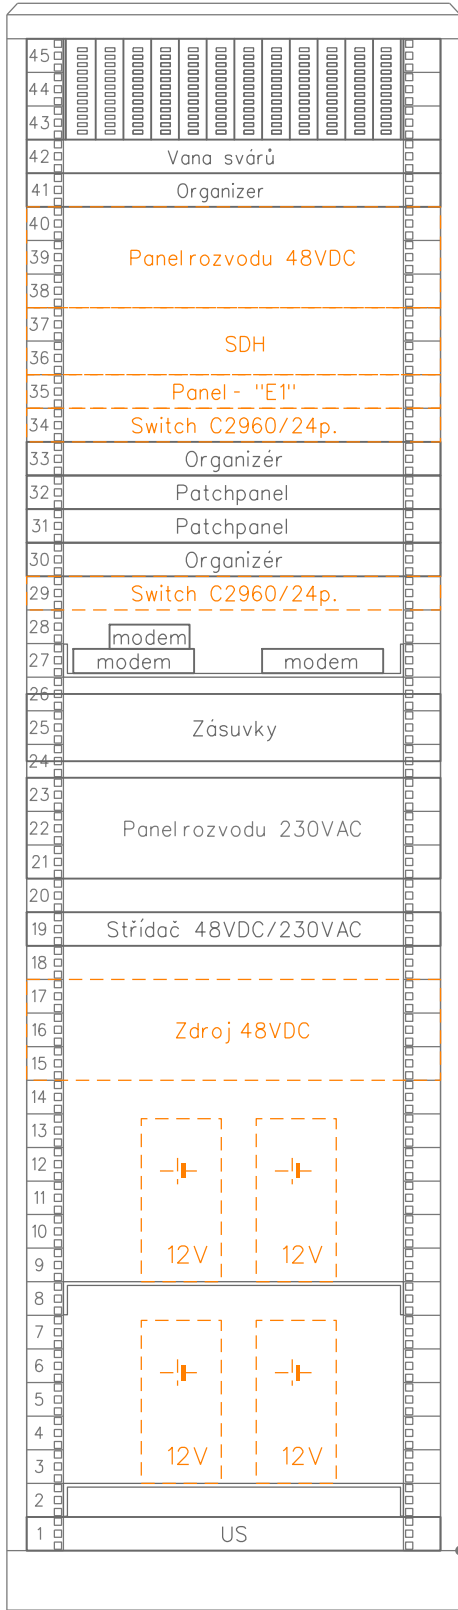 45
44
43
42 Vana svárů
41 Organizer
40
39 Panel rozvodu 48VDC
38
37
36 SDH
35 Panel - "E1"
34 Switch C2960/24p.
33 Organizér
32 Patchpanel
31 Patchpanel
30 Organizér
29 Switch C2960/24p.
28 modem
27 modem modem
26
25 Zásuvky
24
23
22 Panel rozvodu 230VAC
21
20
19 Střídač 48VDC/230VAC
18
17
16 Zdroj 48VDC
15
14
13
12
11
10
9 12V 12V
8
7
6
5
4
3 12V 12V
2
1 US